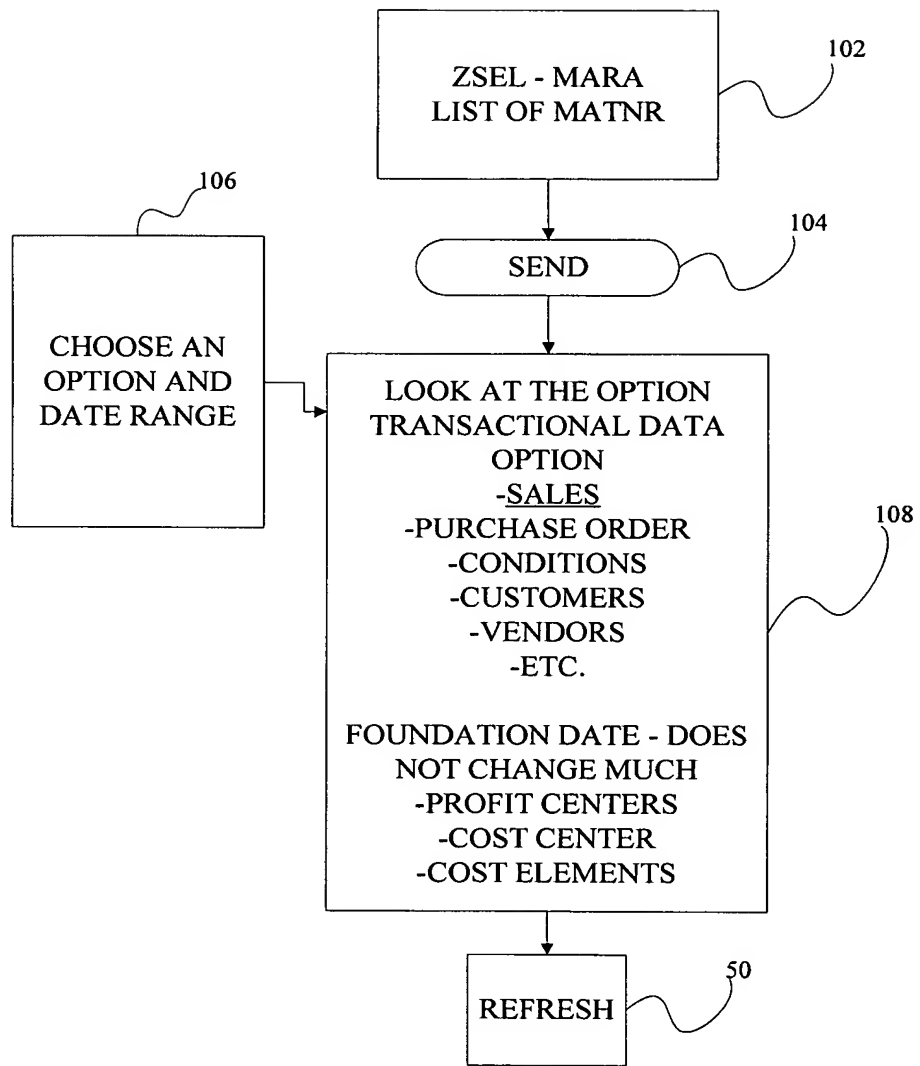 ZSEL - MARA
LIST OF MATNR
102
106
104
SEND
CHOOSE AN
OPTION AND
DATE RANGE
LOOK AT THE OPTION
TRANSACTIONAL DATA
OPTION
-SALES
-PURCHASE ORDER
-CONDITIONS
-CUSTOMERS
-VENDORS
-ETC.
108
FOUNDATION DATE - DOES
NOT CHANGE MUCH
-PROFIT CENTERS
-COST CENTER
-COST ELEMENTS
50
REFRESH